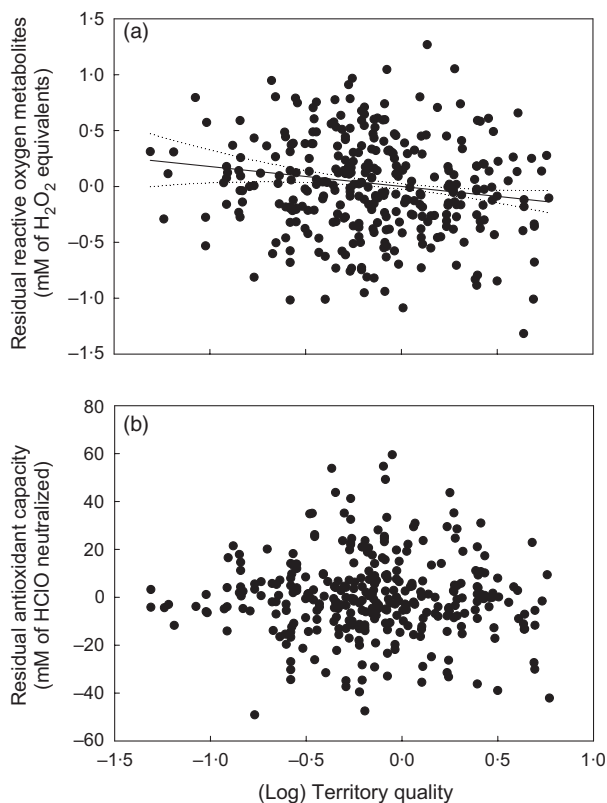 (a)
Residual reactive oxygen metabolites
(mM of H₂O₂ equivalents)
1·5
1·0
0·5
0·0
–0·5
–1·0
–1·5
(b)
Residual antioxidant capacity
(mM of HClO neutralized)
80
60
40
20
0
–20
–40
–60
–1·5 –1·0 –0·5 0·0 0·5 1·0
(Log) Territory quality